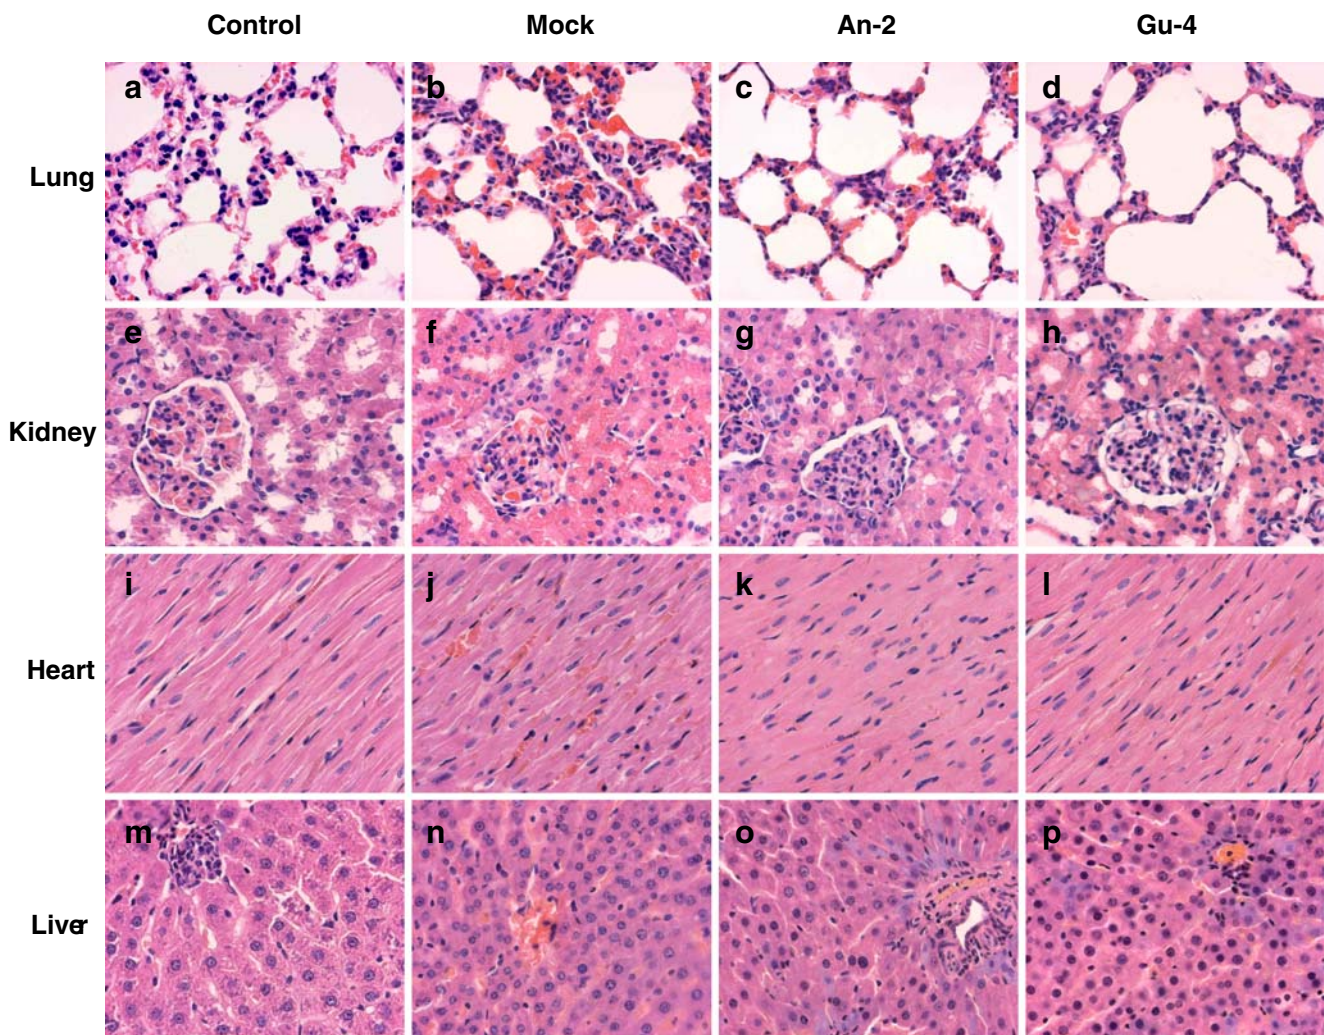 Control Mock An-2 Gu-4
Lung a b c d
Kidney e f g h
Heart i j k l
Liver m n o p